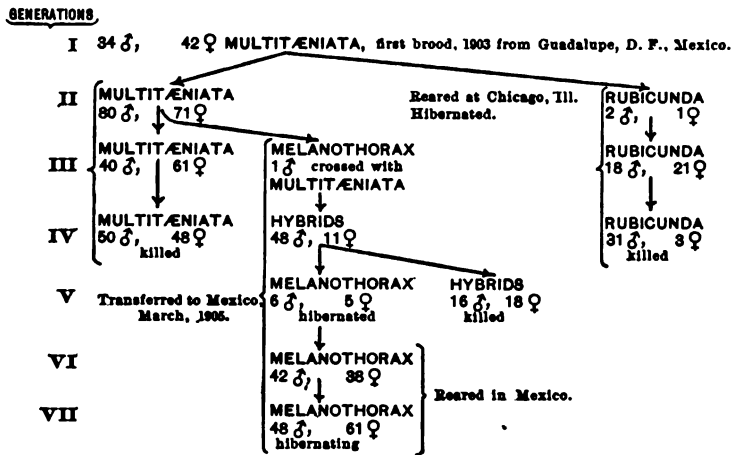 GENERATIONS
I 34 ♂, 42 ♀ MULTITÆNIATA, first brood, 1903 from Guadalupe, D. F., Mexico.
II MULTITÆNIATA
80 ♂, 71 ♀
Reared at Chicago, Ill.
Hibernated.
RUBICUNDA
2 ♂, 1 ♀
III MULTITÆNIATA
40 ♂, 61 ♀
MELANOTHORAX
1 ♂ crossed with
MULTITÆNIATA
RUBICUNDA
18 ♂, 21 ♀
IV MULTITÆNIATA
50 ♂, 48 ♀
killed
HYBRIDS
48 ♂, 11 ♀
RUBICUNDA
31 ♂, 3 ♀
killed
V Transferred to Mexico
March, 1905.
MELANOTHORAX
6 ♂, 5 ♀
hibernated
HYBRIDS
16 ♂, 18 ♀
killed
VI MELANOTHORAX
42 ♂, 38 ♀
Reared in Mexico.
VII MELANOTHORAX
48 ♂, 61 ♀
hibernating